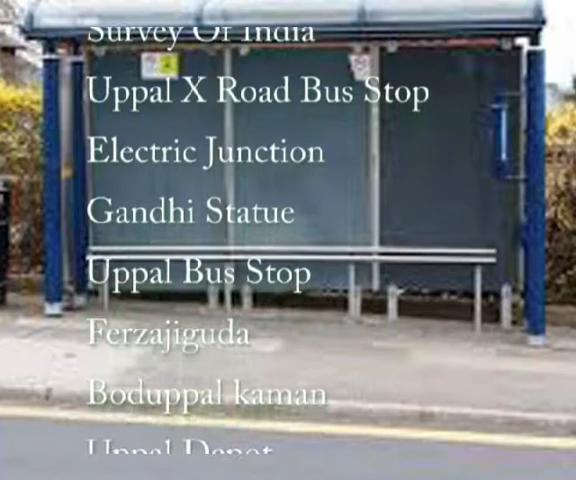 Survey Of India
Uppal X Road Bus Stop
Electric Junction
Gandhi Statue
Uppal Bus Stop
Ferzajiguda
Boduppal kaman
Uppal Depot